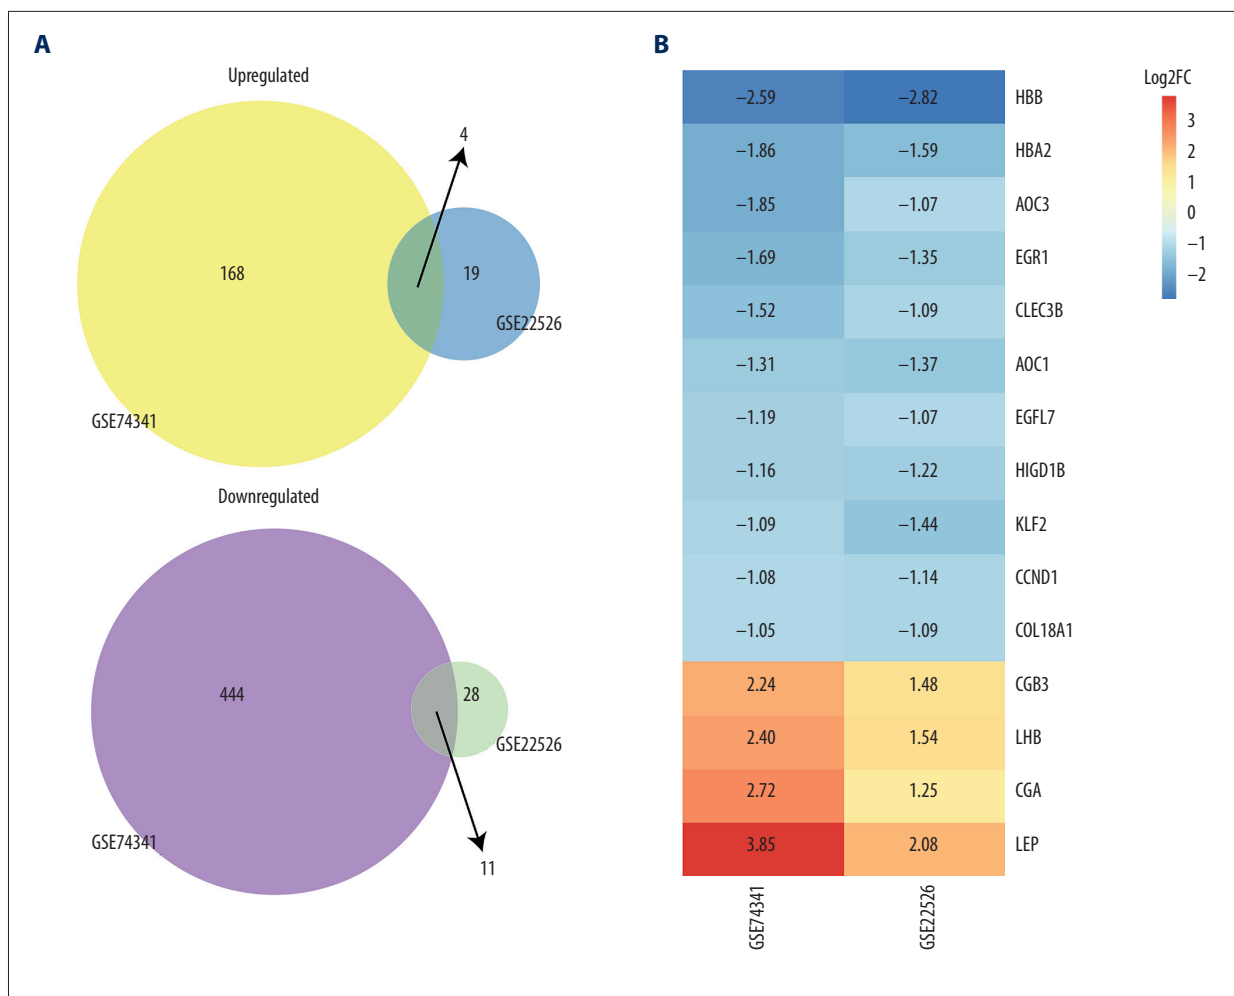 A
Upregulated
4
168
19
GSE22526
GSE74341
Downregulated
444
28
GSE22526
GSE74341
11
B
Log2FC
3
2
1
0
−1
−2
−2.59 −2.82 HBB
−1.86 −1.59 HBA2
−1.85 −1.07 AOC3
−1.69 −1.35 EGR1
−1.52 −1.09 CLEC3B
−1.31 −1.37 AOC1
−1.19 −1.07 EGFL7
−1.16 −1.22 HIGD1B
−1.09 −1.44 KLF2
−1.08 −1.14 CCND1
−1.05 −1.09 COL18A1
2.24 1.48 CGB3
2.40 1.54 LHB
2.72 1.25 CGA
3.85 2.08 LEP
GSE74341
GSE22526